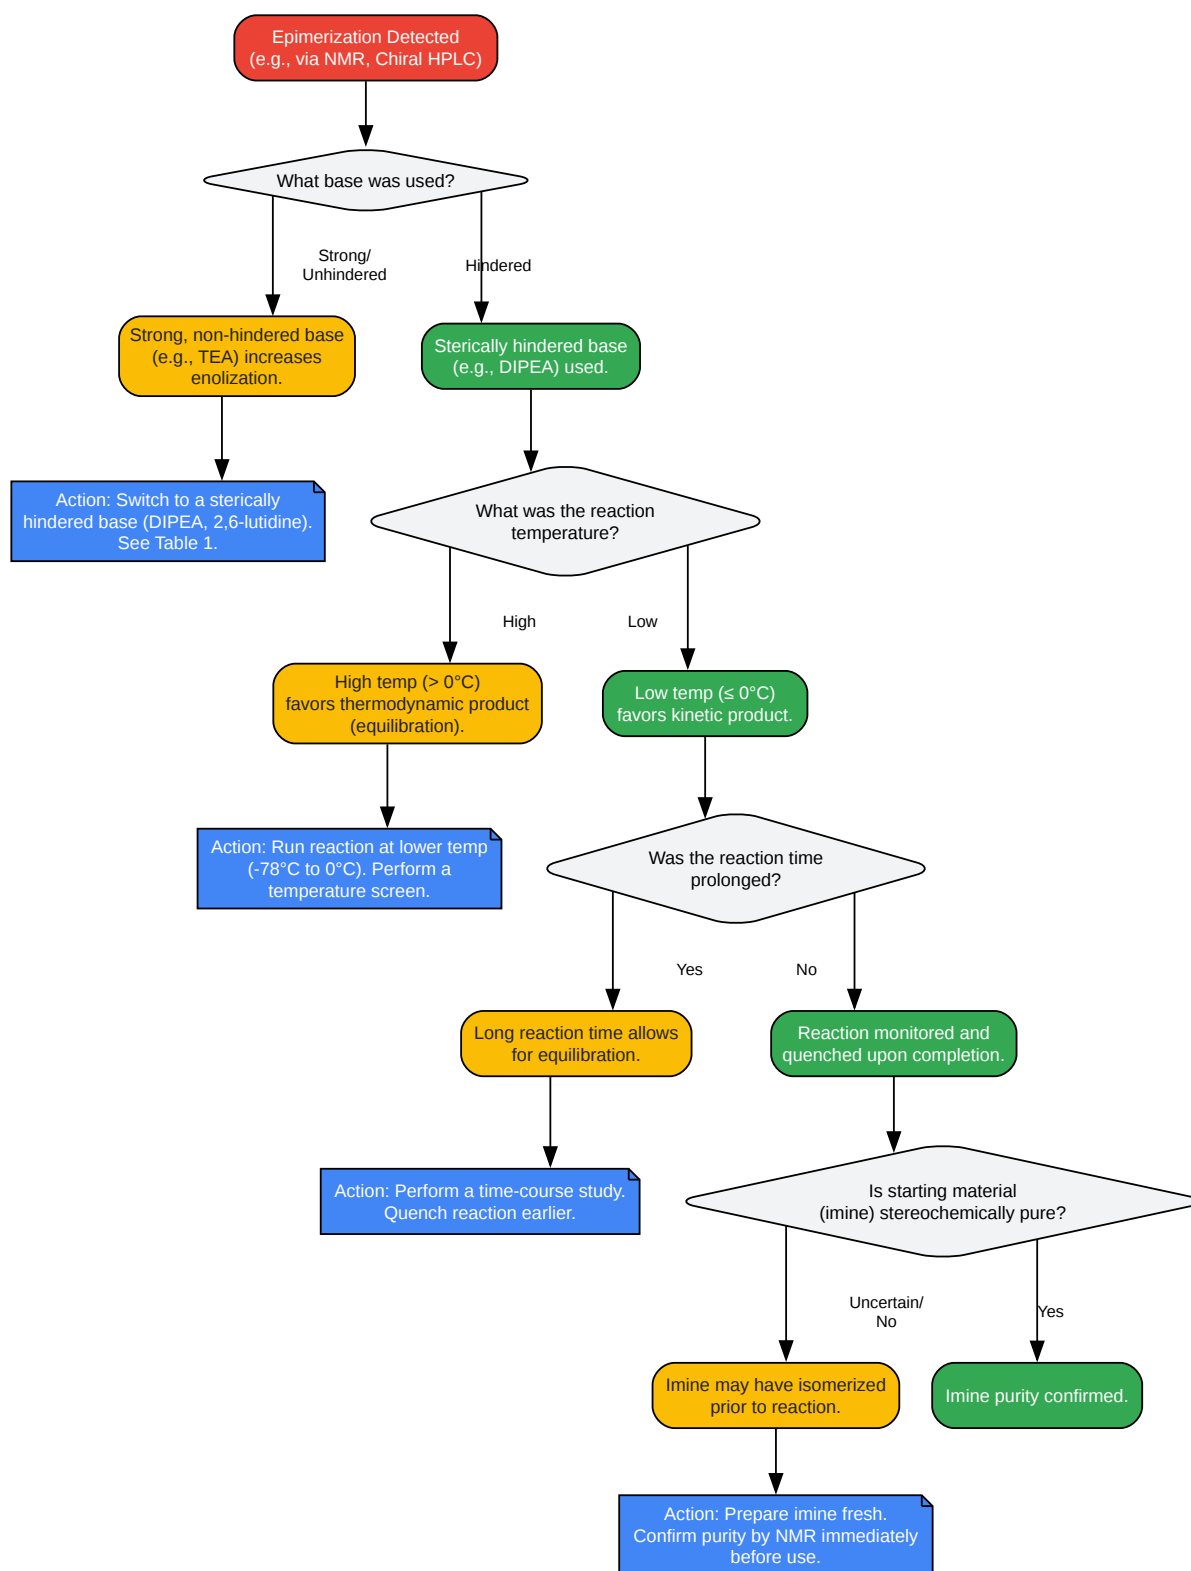 Epimerization Detected
(e.g., via NMR, Chiral HPLC)
What base was used?
Strong/
Unhindered
Hindered
Strong, non-hindered base
(e.g., TEA) increases
enolization.
Sterically hindered base
(e.g., DIPEA) used.
Action: Switch to a sterically
hindered base (DIPEA, 2,6-lutidine).
See Table 1.
What was the reaction
temperature?
High
Low
High temp (> 0°C)
favors thermodynamic product
(equilibration).
Low temp (≤ 0°C)
favors kinetic product.
Action: Run reaction at lower temp
(-78°C to 0°C). Perform a
temperature screen.
Was the reaction time
prolonged?
Yes
No
Long reaction time allows
for equilibration.
Reaction monitored and
quenched upon completion.
Action: Perform a time-course study.
Quench reaction earlier.
Is starting material
(imine) stereochemically pure?
Uncertain/
No
Yes
Imine may have isomerized
prior to reaction.
Imine purity confirmed.
Action: Prepare imine fresh.
Confirm purity by NMR immediately
before use.